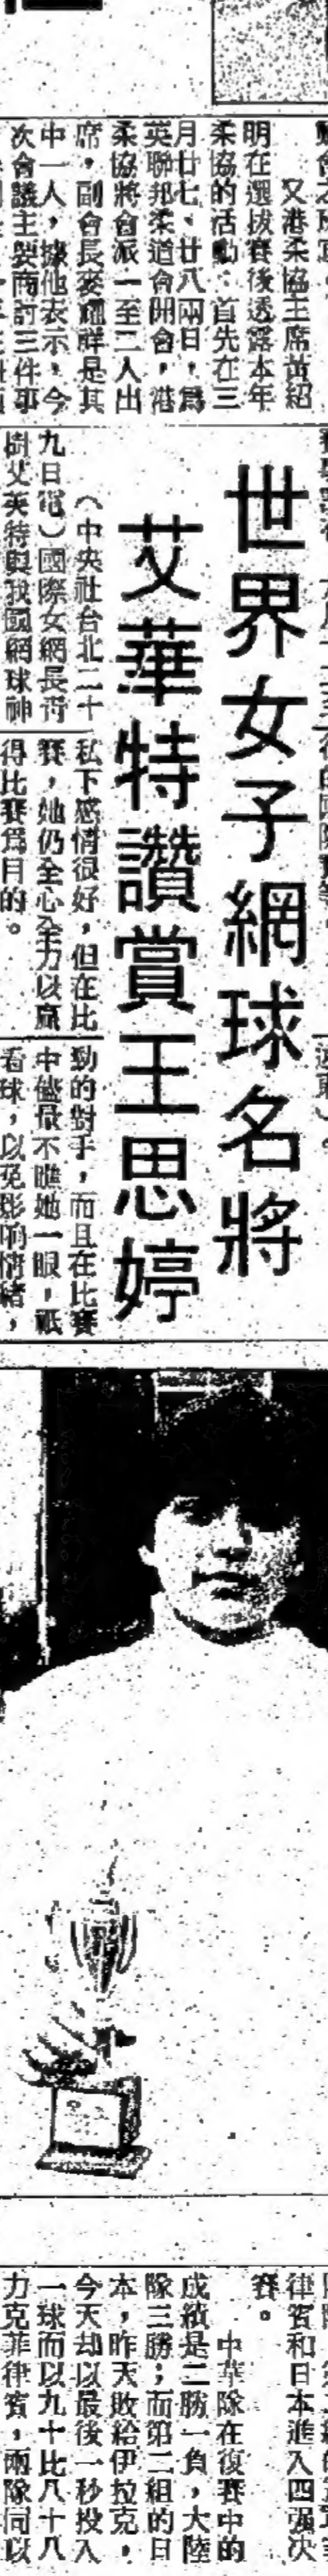 又港柔協主席黃紹
明在選拔賽後透露本年
柔協的活動：首先在三
月廿七、廿八兩日，爲
英聯邦柔道會開會，港
柔協將會派一至二人出
席，副會長麥耀祥是其
中一人，據他表示，今
次會議主要商討三件事
世界女子網球名將
艾華特讚賞王思婷
（中央社台北二十
九日電）國際女網長青
樹艾芙特與我國網球神
私下感情很好，但在比
賽，她仍全心全力以贏
得比賽爲目的。
勁的對手，而且在比賽
中儘量不瞧她一眼，祇
看球，以免影响情緒，
律賓和日本進入四强决
賽。
中華隊在復賽中的
成績是二勝一負，大陸
隊三勝；而第二組的日
本，昨天敗給伊拉克，
今天却以最後一秒投入
一球而以九十比八十八
力克菲律賓，兩隊同以